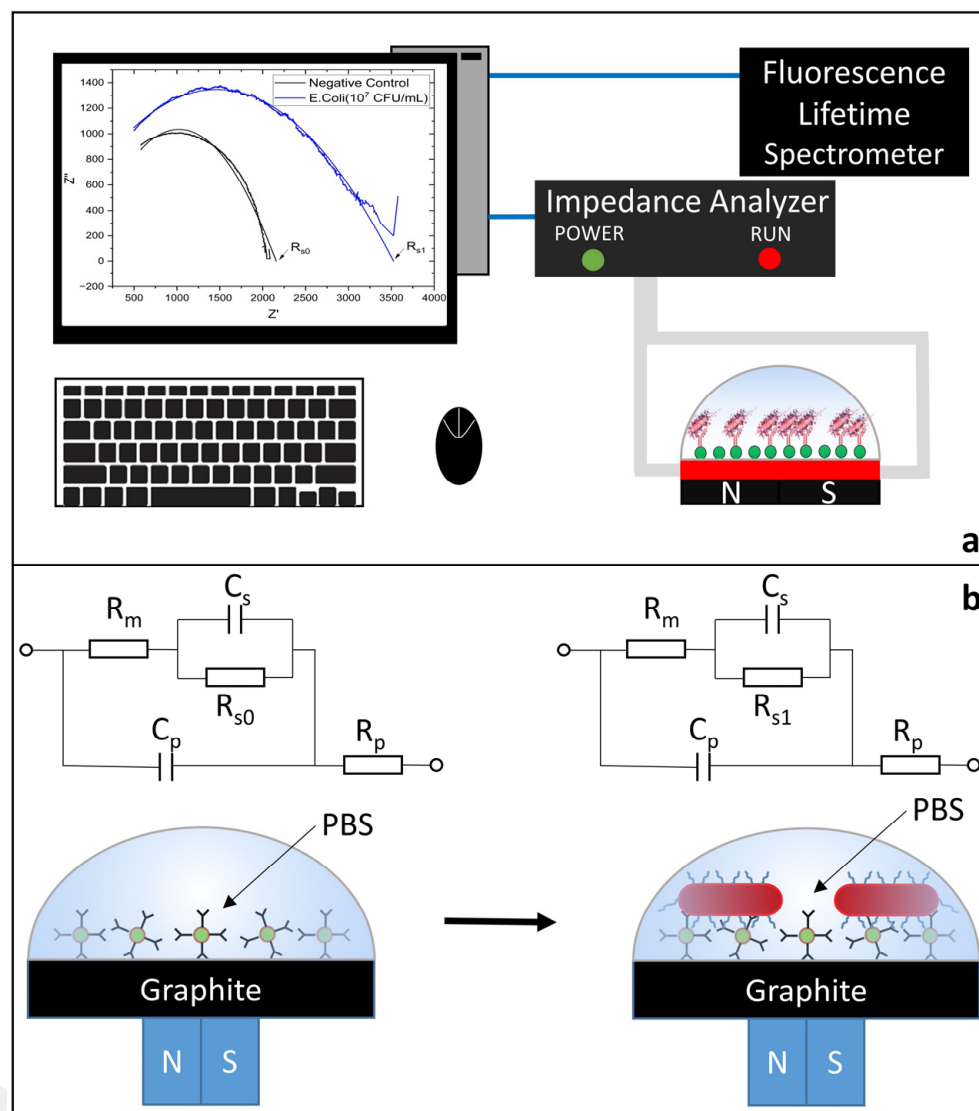 1400
1200
1000
800
600
400
200
0
−200
Z"
Negative Control
E.Coli(10⁷ CFU/mL)
Rs0
Rs1
500 1000 1500 2000 2500 3000 3500 4000
Z'
Fluorescence
Lifetime
Spectrometer
Impedance Analyzer
POWER RUN
N S
a
b
Cs
Rm
Rs0
Cp
Rp
PBS
Graphite
N S
Cs
Rm
Rs1
Cp
Rp
PBS
Graphite
N S